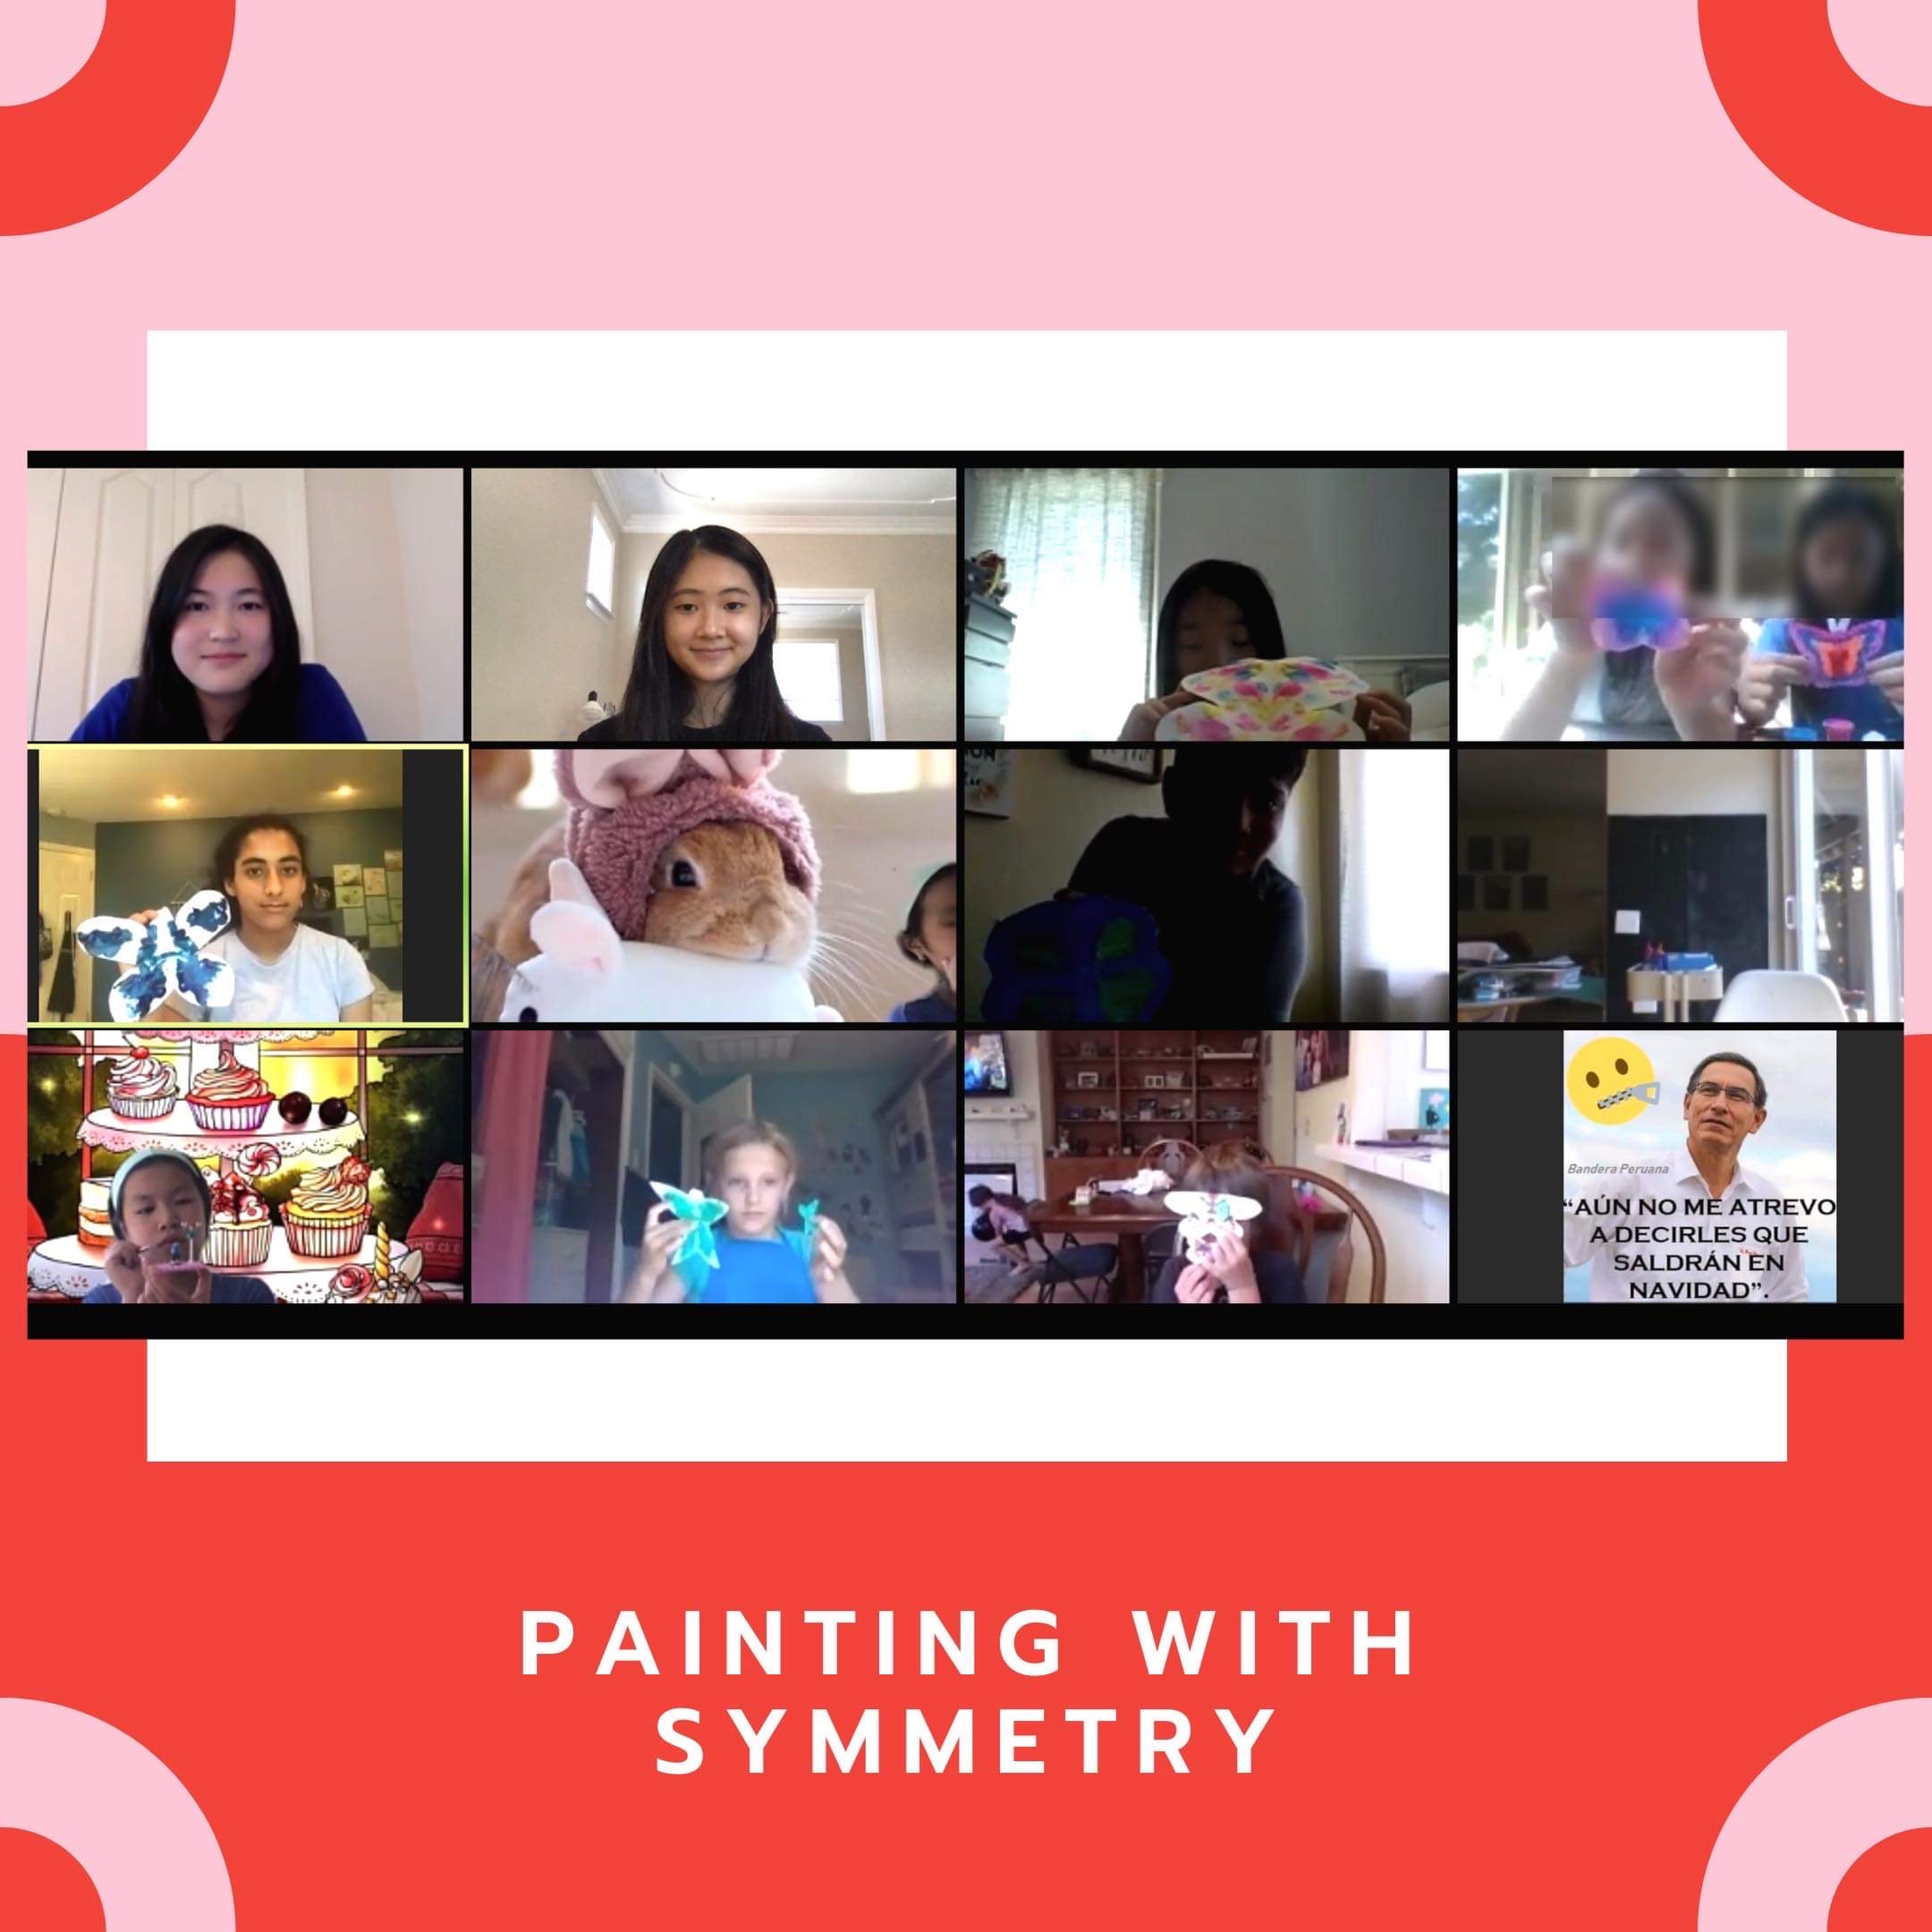 Bandera Peruana
“AÚN NO ME ATREVO
A DECIRLES QUE
SALDRÁN EN
NAVIDAD”.
PAINTING WITH
SYMMETRY